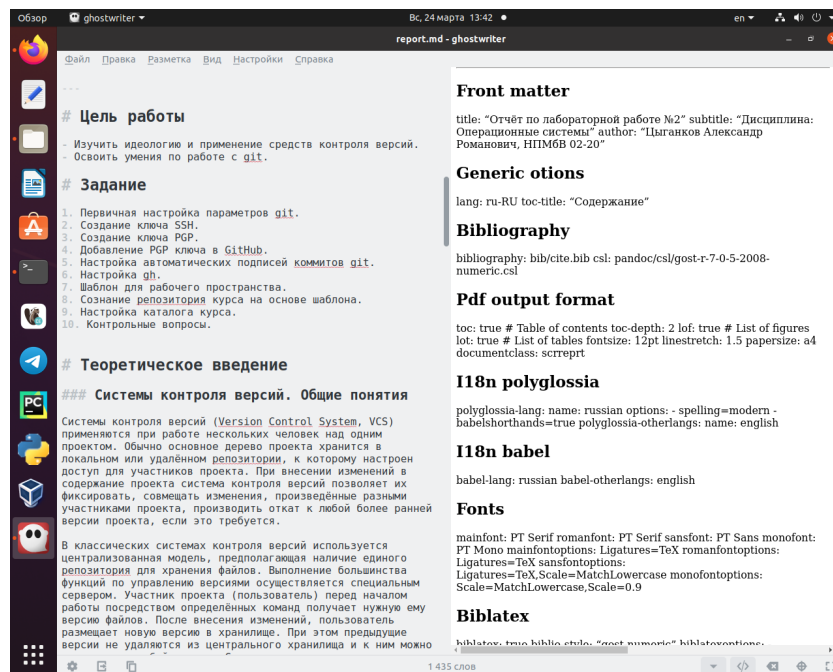 Обзор
ghostwriter
Вс, 24 марта 13:42
en
report.md - ghostwriter
Файл Правка Разметка Вид Настройки Справка
---
# Цель работы
- Изучить идеологию и применение средств контроля версий.
- Освоить умения по работе с git.
# Задание
1. Первичная настройка параметров git.
2. Создание ключа SSH.
3. Создание ключа PGP.
4. Добавление PGP ключа в GitHub.
5. Настройка автоматических подписей коммитов git.
6. Настройка gh.
7. Шаблон для рабочего пространства.
8. Сознание репозитория курса на основе шаблона.
9. Настройка каталога курса.
10. Контрольные вопросы.
# Теоретическое введение
### Системы контроля версий. Общие понятия
Системы контроля версий (Version Control System, VCS)
применяются при работе нескольких человек над одним
проектом. Обычно основное дерево проекта хранится в
локальном или удалённом репозитории, к которому настроен
доступ для участников проекта. При внесении изменений в
содержание проекта система контроля версий позволяет их
фиксировать, совмещать изменения, произведённые разными
участниками проекта, производить откат к любой более ранней
версии проекта, если это требуется.
В классических системах контроля версий используется
централизованная модель, предполагающая наличие единого
репозитория для хранения файлов. Выполнение большинства
функций по управлению версиями осуществляется специальным
сервером. Участник проекта (пользователь) перед началом
работы посредством определённых команд получает нужную ему
версию файлов. После внесения изменений, пользователь
размещает новую версию в хранилище. При этом предыдущие
версии не удаляются из центрального хранилища и к ним можно
Front matter
title: “Отчёт по лабораторной работе №2” subtitle: “Дисциплина:
Операционные системы” author: “Цыганков Александр
Романович, НПМбВ 02-20”
Generic otions
lang: ru-RU toc-title: “Содержание”
Bibliography
bibliography: bib/cite.bib csl: pandoc/csl/gost-r-7-0-5-2008-
numeric.csl
Pdf output format
toc: true # Table of contents toc-depth: 2 lof: true # List of figures
lot: true # List of tables fontsize: 12pt linestretch: 1.5 papersize: a4
documentclass: scrreprt
I18n polyglossia
polyglossia-lang: name: russian options: - spelling=modern -
babelshorthands=true polyglossia-otherlangs: name: english
I18n babel
babel-lang: russian babel-otherlangs: english
Fonts
mainfont: PT Serif romanfont: PT Serif sansfont: PT Sans monofont:
PT Mono mainfontoptions: Ligatures=TeX romanfontoptions:
Ligatures=TeX sansfontoptions:
Ligatures=TeX,Scale=MatchLowercase monofontoptions:
Scale=MatchLowercase,Scale=0.9
Biblatex
biblatex: true biblio-style: “gost-numeric” biblatexoptions:
1 435 слов
PC